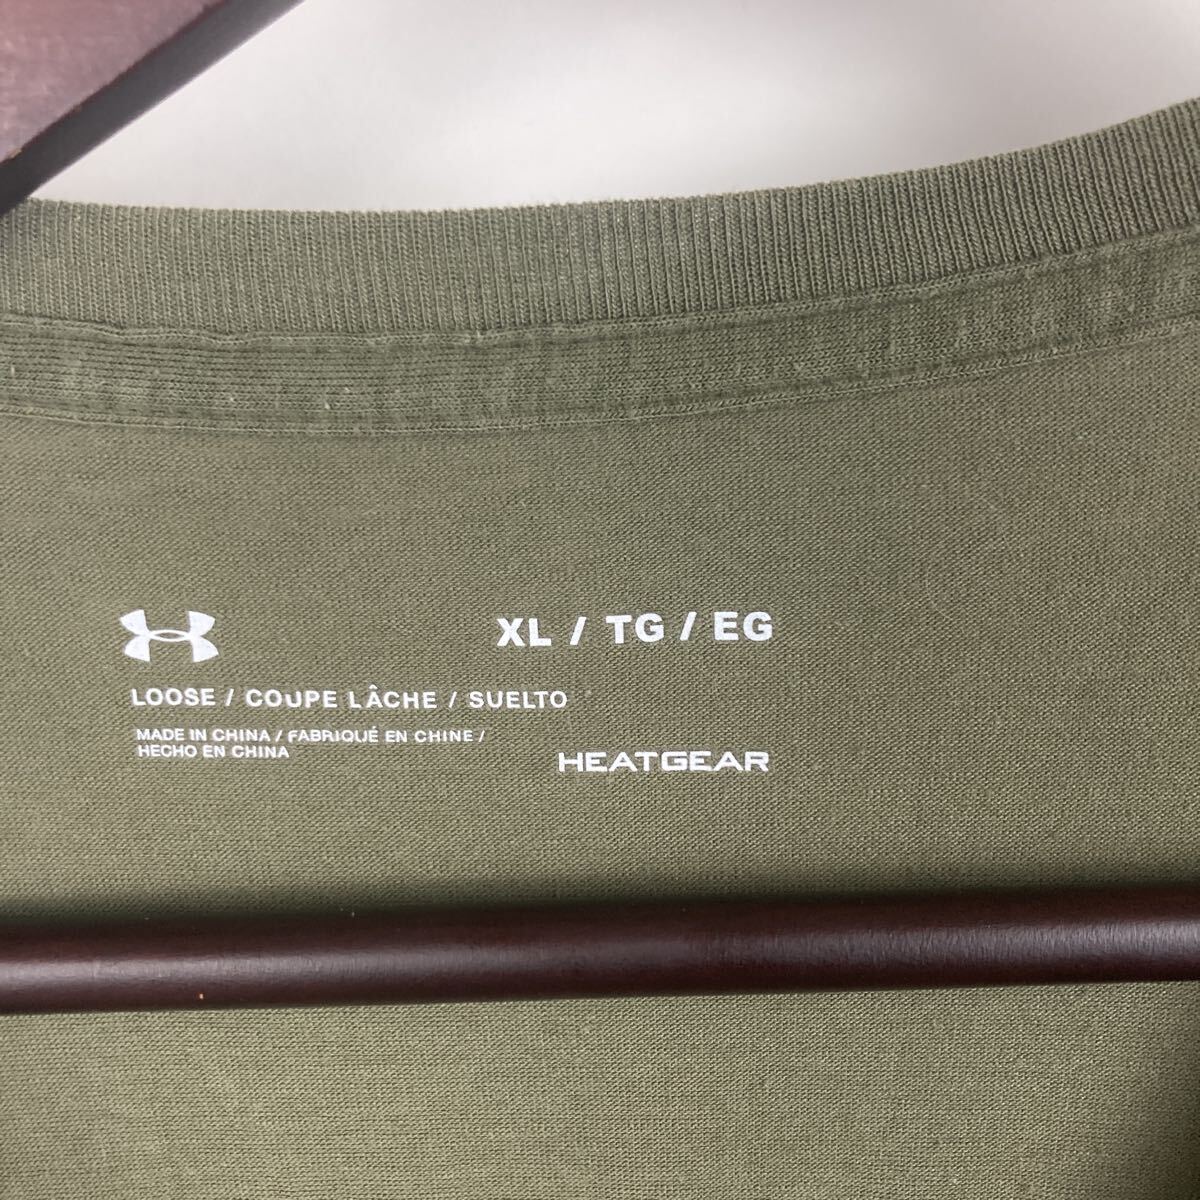 XL / TG / EG
LOOSE / COUPE LÂCHE / SUELTO
MADE IN CHINA / FABRIQUÉ EN CHINE /
HECHO EN CHINA
HEATGEAR